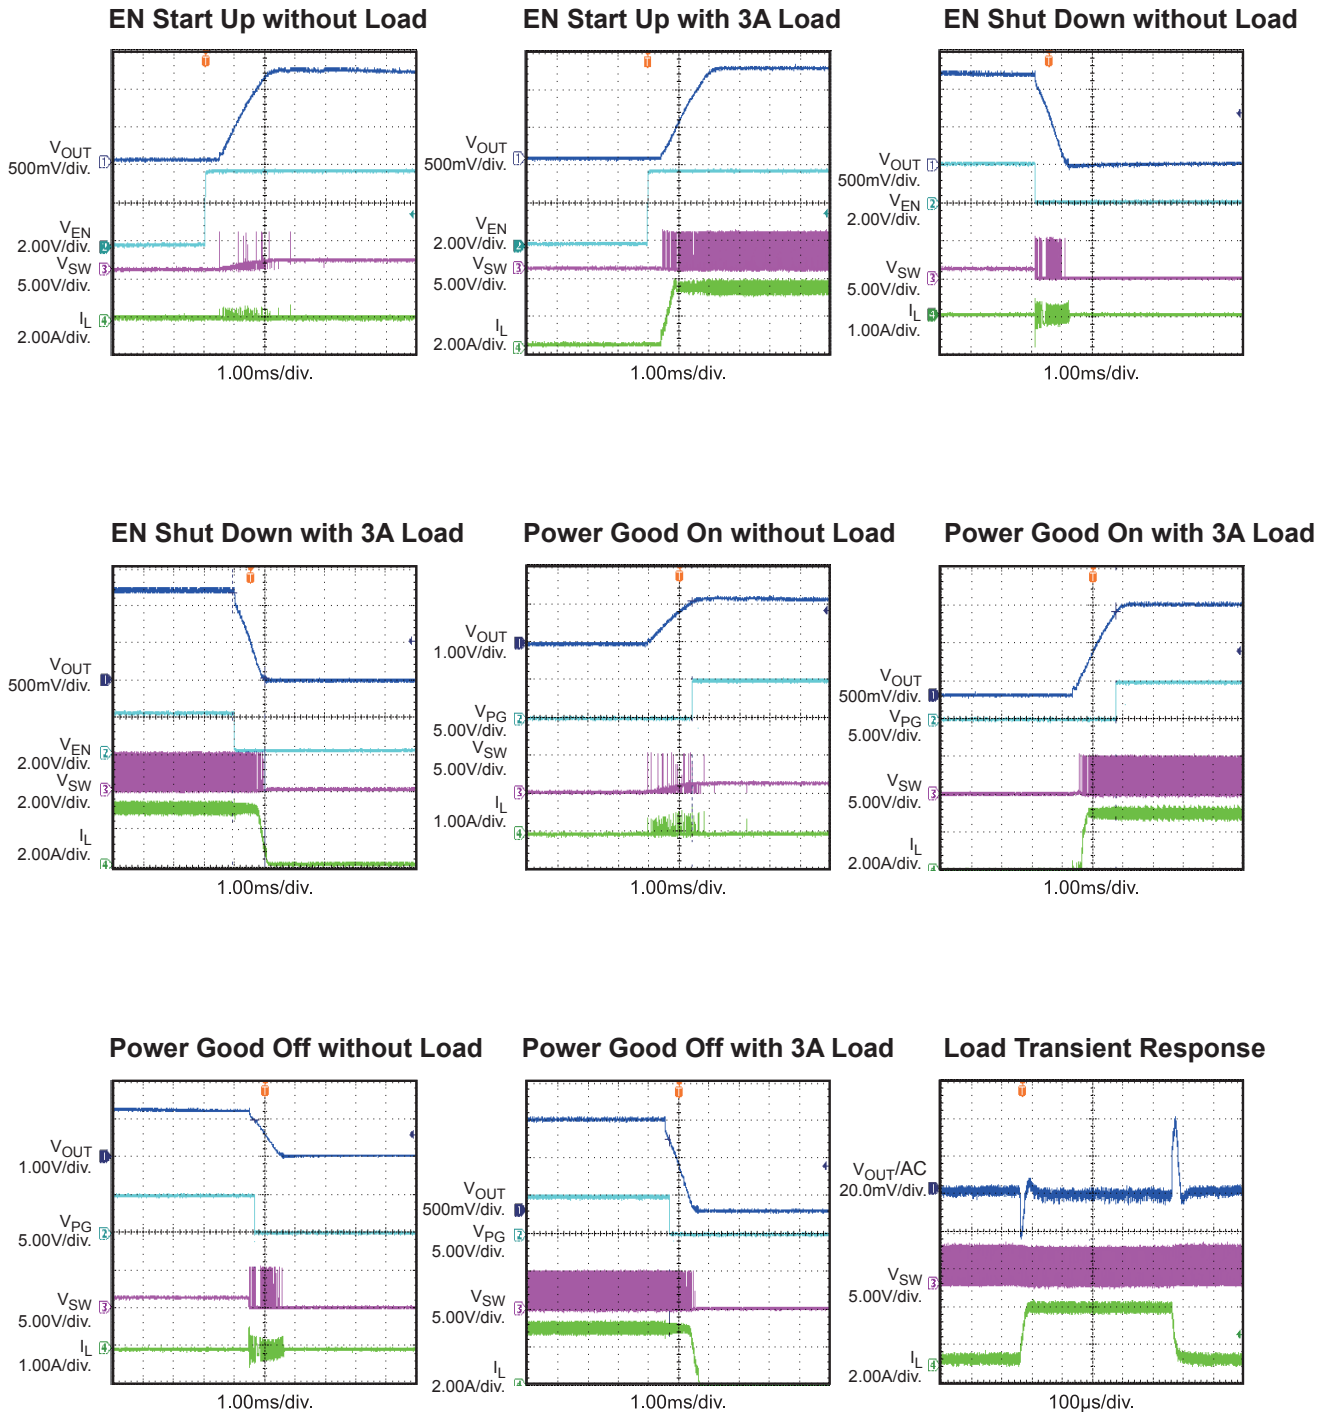 EN Start Up without Load
VOUT
500mV/div.
VEN
2.00V/div.
VSW
5.00V/div.
IL
2.00A/div.
1.00ms/div.
EN Start Up with 3A Load
VOUT
500mV/div.
VEN
2.00V/div.
VSW
5.00V/div.
IL
2.00A/div.
1.00ms/div.
EN Shut Down without Load
VOUT
500mV/div.
VEN
2.00V/div.
VSW
5.00V/div.
IL
1.00A/div.
1.00ms/div.
EN Shut Down with 3A Load
VOUT
500mV/div.
VEN
2.00V/div.
VSW
2.00V/div.
IL
2.00A/div.
1.00ms/div.
Power Good On without Load
VOUT
1.00V/div.
VPG
5.00V/div.
VSW
5.00V/div.
IL
1.00A/div.
1.00ms/div.
Power Good On with 3A Load
VOUT
500mV/div.
VPG
5.00V/div.
VSW
5.00V/div.
IL
2.00A/div.
1.00ms/div.
Power Good Off without Load
VOUT
1.00V/div.
VPG
5.00V/div.
VSW
5.00V/div.
IL
1.00A/div.
1.00ms/div.
Power Good Off with 3A Load
VOUT
500mV/div.
VPG
5.00V/div.
VSW
5.00V/div.
IL
2.00A/div.
1.00ms/div.
Load Transient Response
VOUT/AC
20.0mV/div.
VSW
5.00V/div.
IL
2.00A/div.
100µs/div.